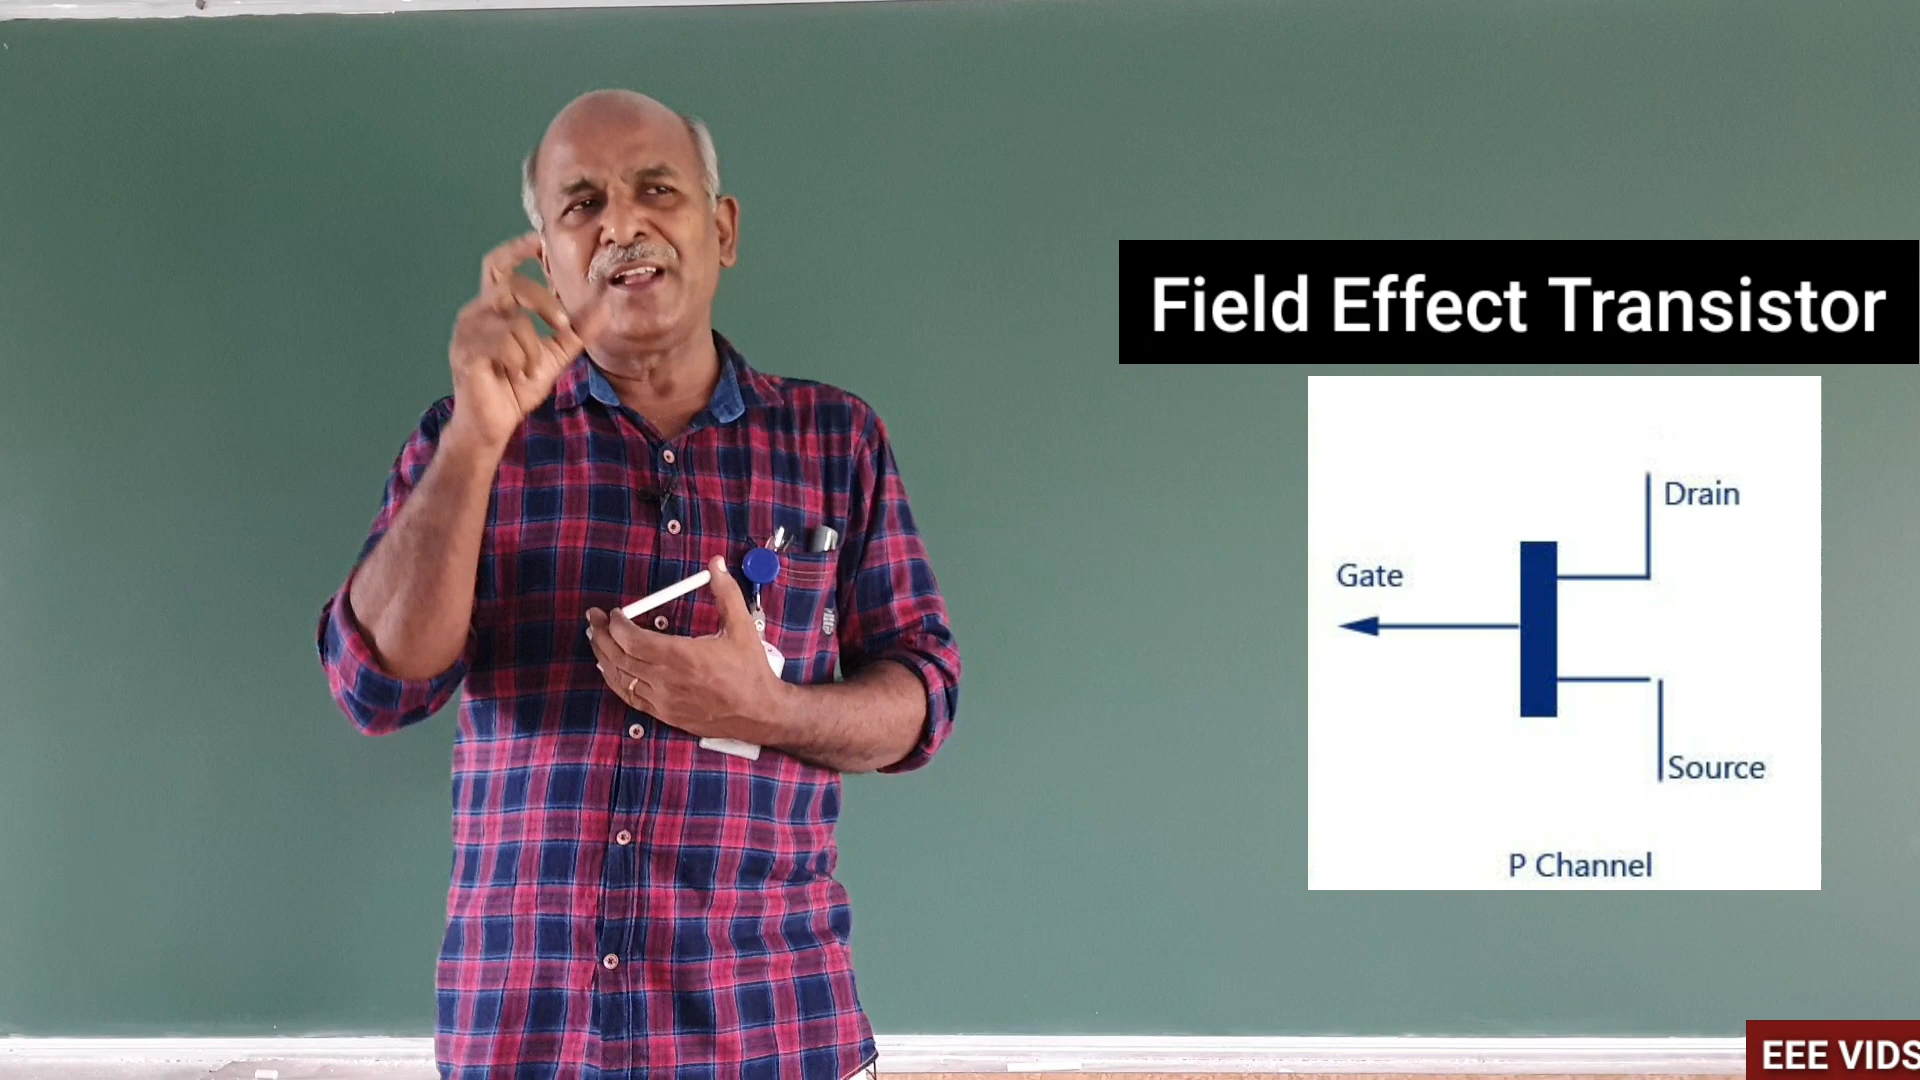 Field Effect Transistor
Drain
Gate
Source
P Channel
EEE VIDS